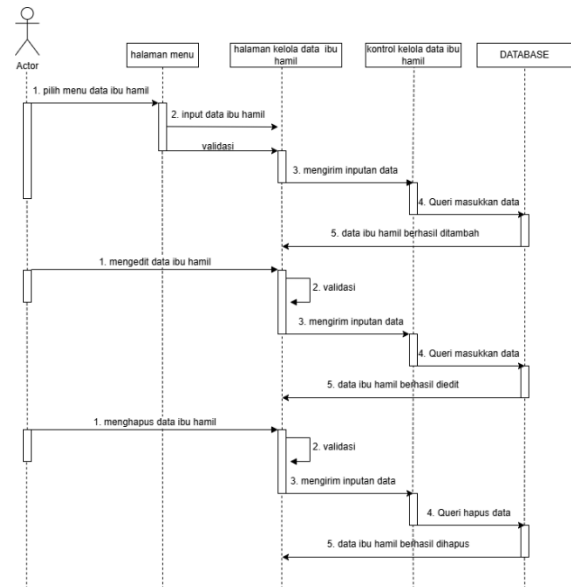 Actor
halaman menu
halaman kelola data ibu
hamil
kontrol kelola data ibu
hamil
DATABASE
1. pilih menu data ibu hamil
2. input data ibu hamil
validasi
3. mengirim inputan data
4. Queri masukkan data
5. data ibu hamil berhasil ditambah
1. mengedit data ibu hamil
2. validasi
3. mengirim inputan data
4. Queri masukkan data
5. data ibu hamil berhasil diedit
1. menghapus data ibu hamil
2. validasi
3. mengirim inputan data
4. Queri hapus data
5. data ibu hamil berhasil dihapus